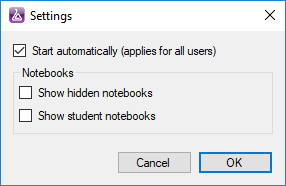 Settings
Start automatically (applies for all users)
Notebooks
Show hidden notebooks
Show student notebooks
Cancel
OK